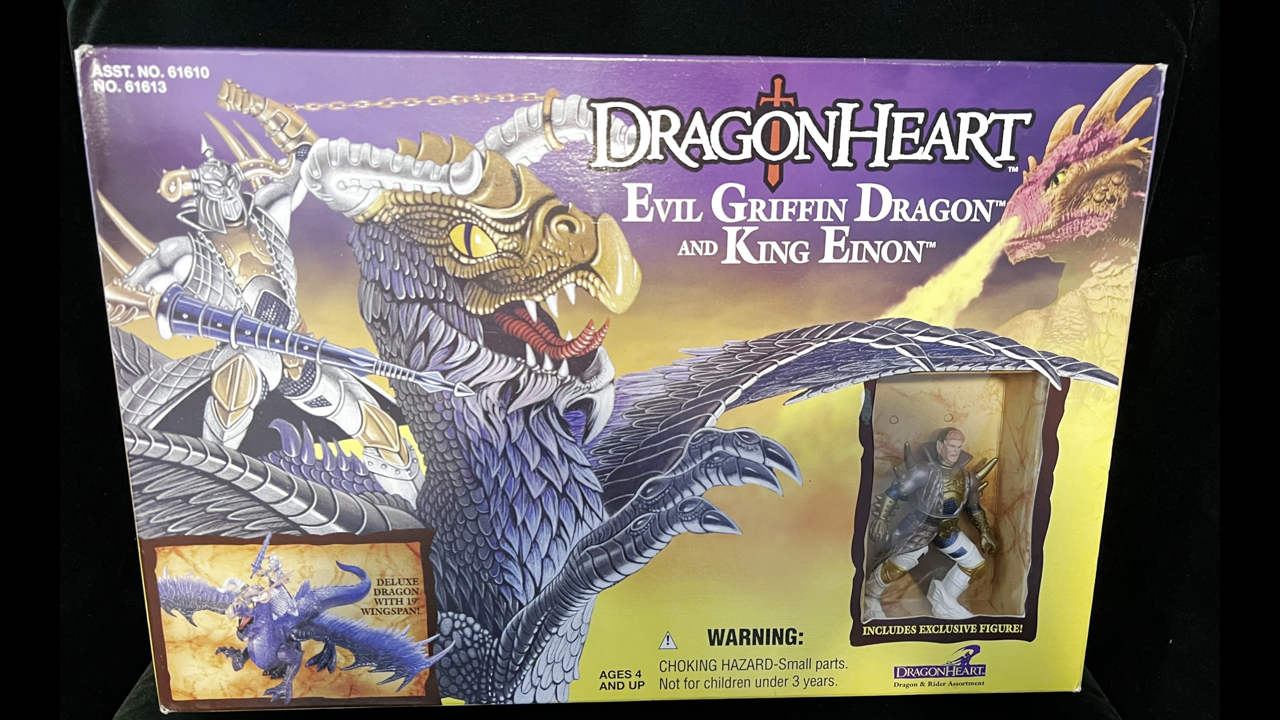 ASST. NO. 61610
NO. 61613
DRAGONHEART™
EVIL GRIFFIN DRAGON™
AND KING EINON™
DELUXE
DRAGON
WITH 19"
WINGSPAN!
INCLUDES EXCLUSIVE FIGURE!
WARNING:
AGES 4
AND UP
CHOKING HAZARD-Small parts.
Not for children under 3 years.
DRAGONHEART
Dragon & Rider Assortment